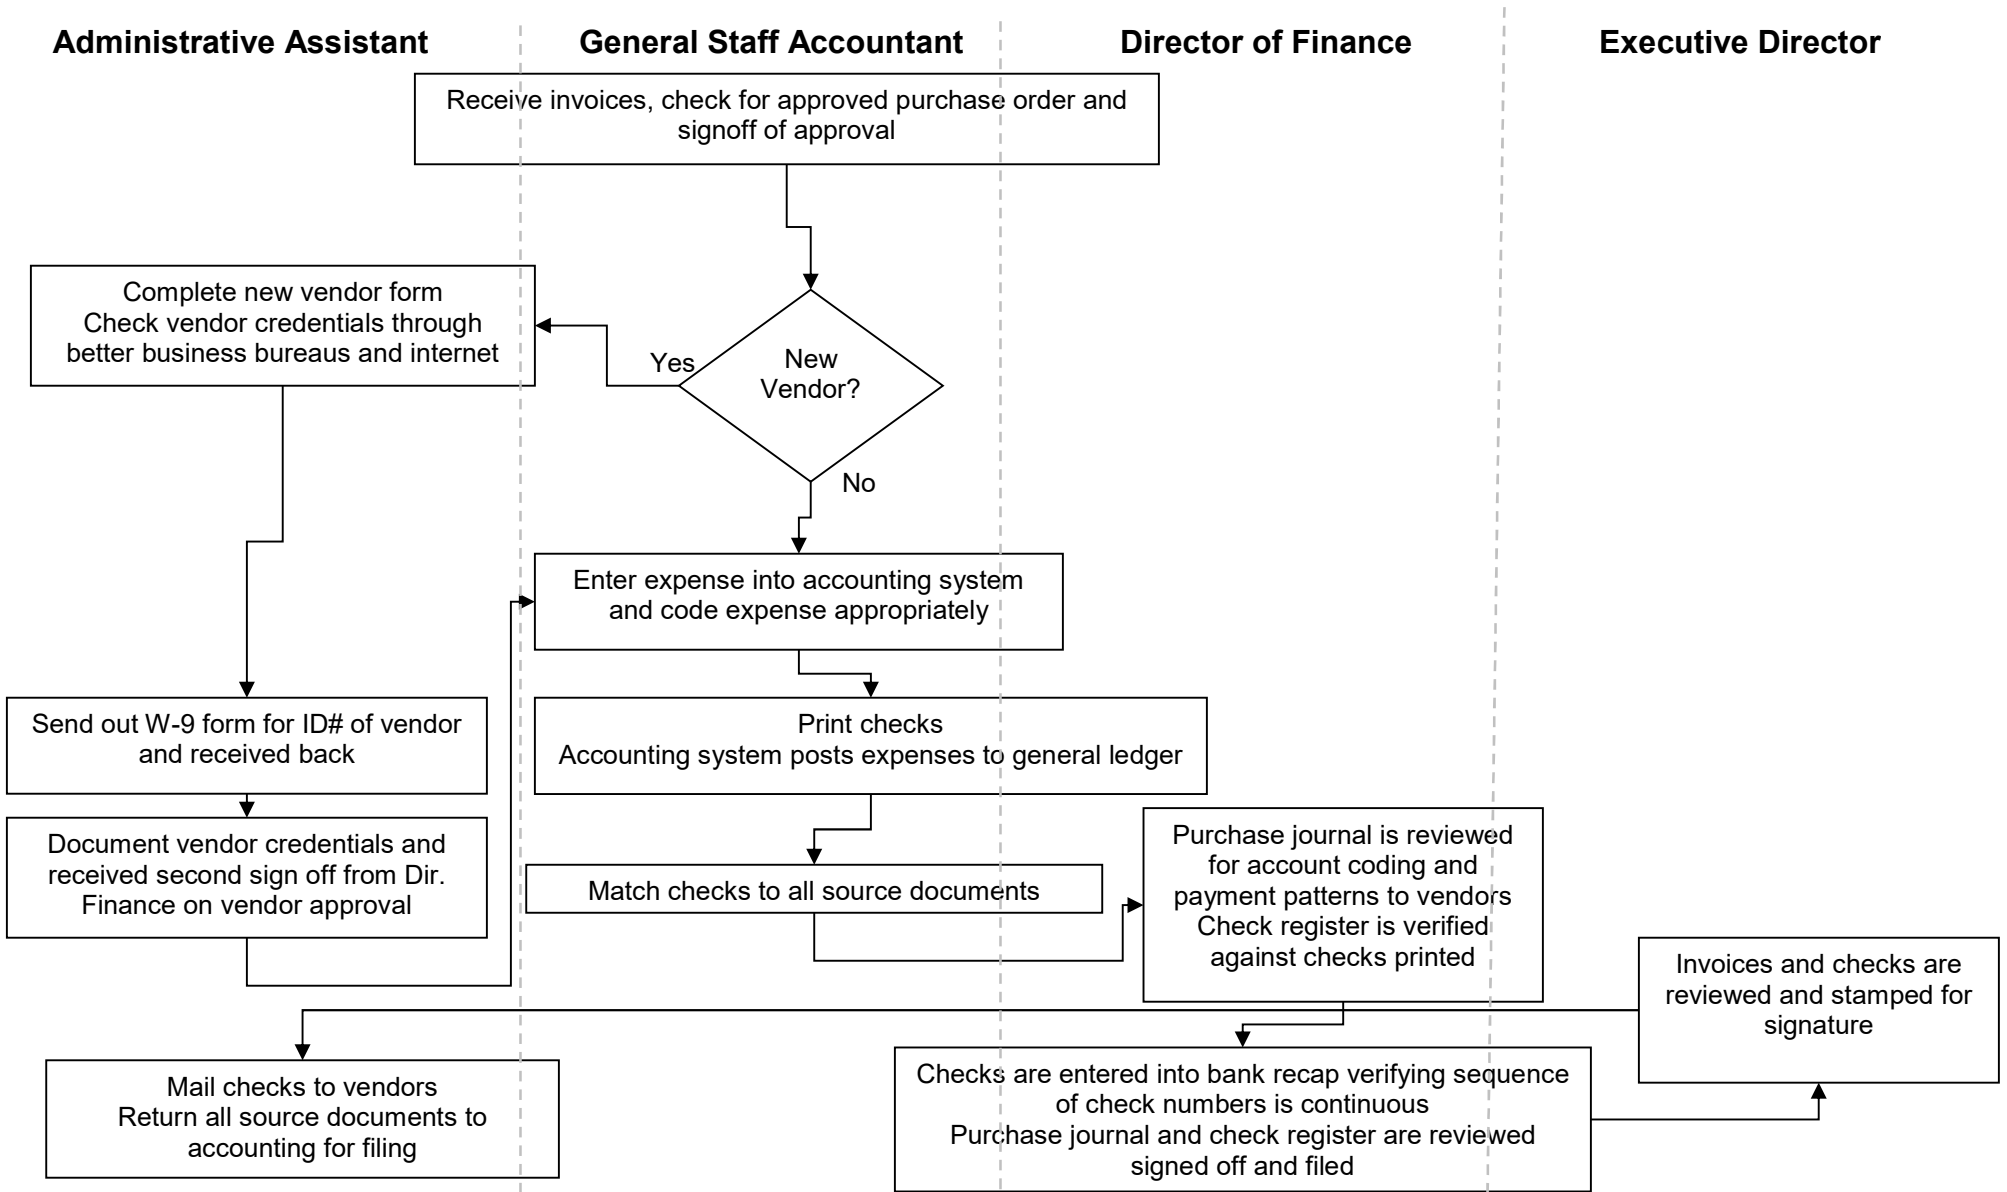 Administrative Assistant
General Staff Accountant
Director of Finance
Executive Director
Receive invoices, check for approved purchase order and
signoff of approval
Complete new vendor form
Check vendor credentials through
better business bureaus and internet
Yes
New
Vendor?
No
Enter expense into accounting system
and code expense appropriately
Send out W-9 form for ID# of vendor
and received back
Print checks
Accounting system posts expenses to general ledger
Document vendor credentials and
received second sign off from Dir.
Finance on vendor approval
Match checks to all source documents
Purchase journal is reviewed
for account coding and
payment patterns to vendors
Check register is verified
against checks printed
Invoices and checks are
reviewed and stamped for
signature
Mail checks to vendors
Return all source documents to
accounting for filing
Checks are entered into bank recap verifying sequence
of check numbers is continuous
Purchase journal and check register are reviewed
signed off and filed